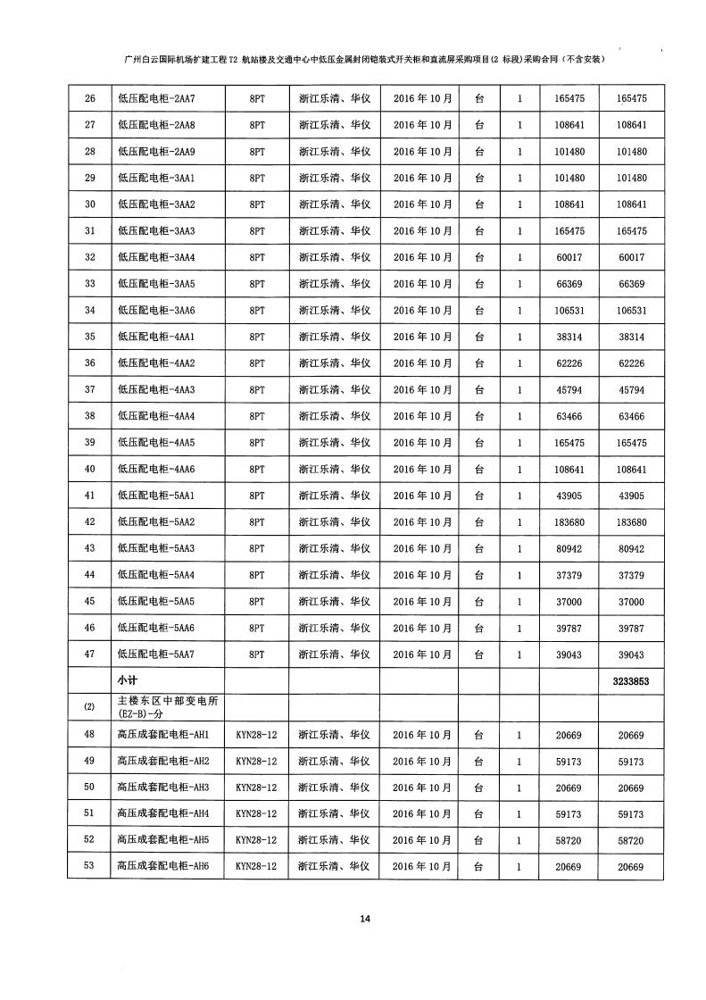 广州白云国际机场扩建工程 T2 航站楼及交通中心中低压金属封闭铠装式开关柜和直流屏采购项目(2 标段)采购合同（不含安装）
26 低压配电柜-2AA7 8PT 浙江乐清、华仪 2016 年 10 月 台 1 165475 165475
27 低压配电柜-2AA8 8PT 浙江乐清、华仪 2016 年 10 月 台 1 108641 108641
28 低压配电柜-2AA9 8PT 浙江乐清、华仪 2016 年 10 月 台 1 101480 101480
29 低压配电柜-3AA1 8PT 浙江乐清、华仪 2016 年 10 月 台 1 101480 101480
30 低压配电柜-3AA2 8PT 浙江乐清、华仪 2016 年 10 月 台 1 108641 108641
31 低压配电柜-3AA3 8PT 浙江乐清、华仪 2016 年 10 月 台 1 165475 165475
32 低压配电柜-3AA4 8PT 浙江乐清、华仪 2016 年 10 月 台 1 60017 60017
33 低压配电柜-3AA5 8PT 浙江乐清、华仪 2016 年 10 月 台 1 66369 66369
34 低压配电柜-3AA6 8PT 浙江乐清、华仪 2016 年 10 月 台 1 106531 106531
35 低压配电柜-4AA1 8PT 浙江乐清、华仪 2016 年 10 月 台 1 38314 38314
36 低压配电柜-4AA2 8PT 浙江乐清、华仪 2016 年 10 月 台 1 62226 62226
37 低压配电柜-4AA3 8PT 浙江乐清、华仪 2016 年 10 月 台 1 45794 45794
38 低压配电柜-4AA4 8PT 浙江乐清、华仪 2016 年 10 月 台 1 63466 63466
39 低压配电柜-4AA5 8PT 浙江乐清、华仪 2016 年 10 月 台 1 165475 165475
40 低压配电柜-4AA6 8PT 浙江乐清、华仪 2016 年 10 月 台 1 108641 108641
41 低压配电柜-5AA1 8PT 浙江乐清、华仪 2016 年 10 月 台 1 43905 43905
42 低压配电柜-5AA2 8PT 浙江乐清、华仪 2016 年 10 月 台 1 183680 183680
43 低压配电柜-5AA3 8PT 浙江乐清、华仪 2016 年 10 月 台 1 80942 80942
44 低压配电柜-5AA4 8PT 浙江乐清、华仪 2016 年 10 月 台 1 37379 37379
45 低压配电柜-5AA5 8PT 浙江乐清、华仪 2016 年 10 月 台 1 37000 37000
46 低压配电柜-5AA6 8PT 浙江乐清、华仪 2016 年 10 月 台 1 39787 39787
47 低压配电柜-5AA7 8PT 浙江乐清、华仪 2016 年 10 月 台 1 39043 39043
小计 3233853
(2) 主楼东区中部变电所
(EZ-B)-分
48 高压成套配电柜-AH1 KYN28-12 浙江乐清、华仪 2016 年 10 月 台 1 20669 20669
49 高压成套配电柜-AH2 KYN28-12 浙江乐清、华仪 2016 年 10 月 台 1 59173 59173
50 高压成套配电柜-AH3 KYN28-12 浙江乐清、华仪 2016 年 10 月 台 1 20669 20669
51 高压成套配电柜-AH4 KYN28-12 浙江乐清、华仪 2016 年 10 月 台 1 59173 59173
52 高压成套配电柜-AH5 KYN28-12 浙江乐清、华仪 2016 年 10 月 台 1 58720 58720
53 高压成套配电柜-AH6 KYN28-12 浙江乐清、华仪 2016 年 10 月 台 1 20669 20669
14